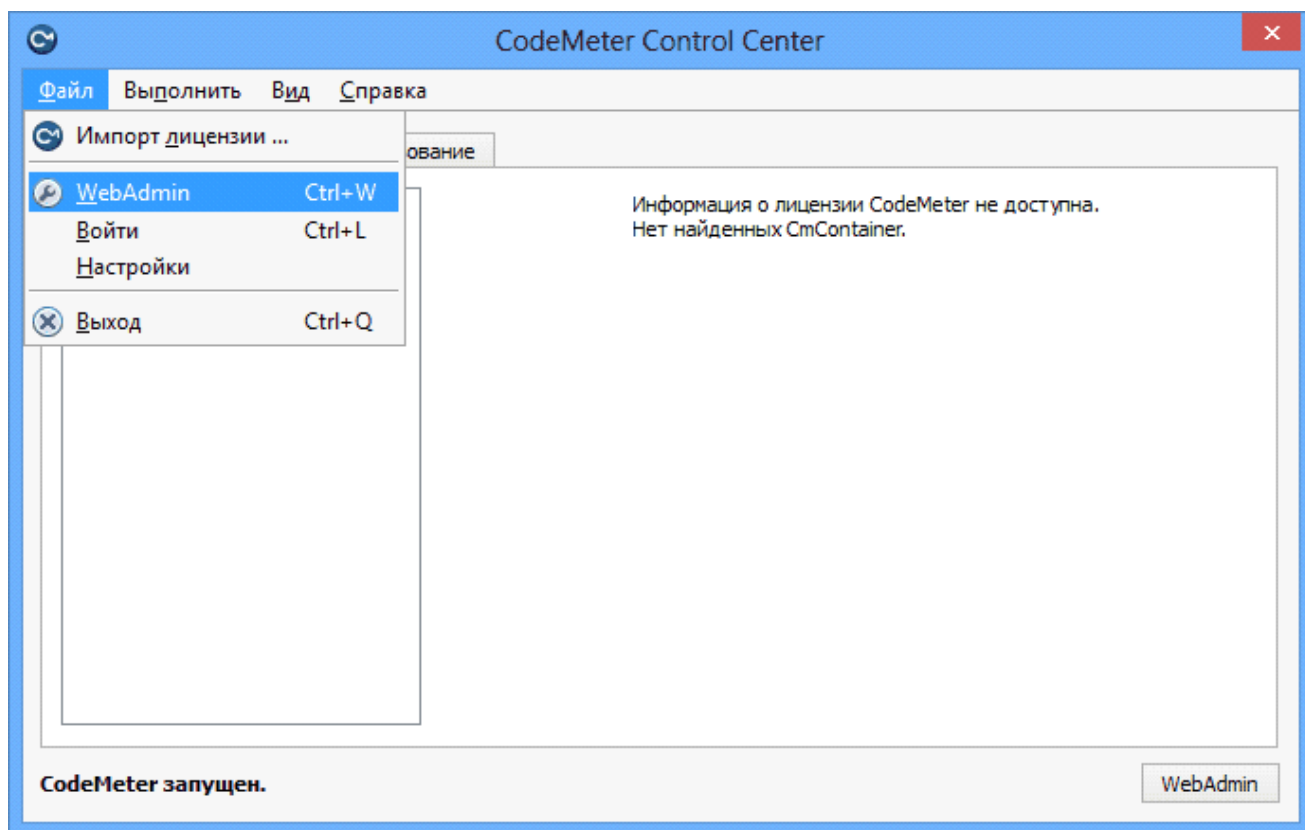 CodeMeter Control Center
Файл Выполнить Вид Справка
Импорт лицензии ...
ование
WebAdmin Ctrl+W
Информация о лицензии CodeMeter не доступна.
Войти Ctrl+L
Нет найденных CmContainer.
Настройки
Выход Ctrl+Q
CodeMeter запущен.
WebAdmin